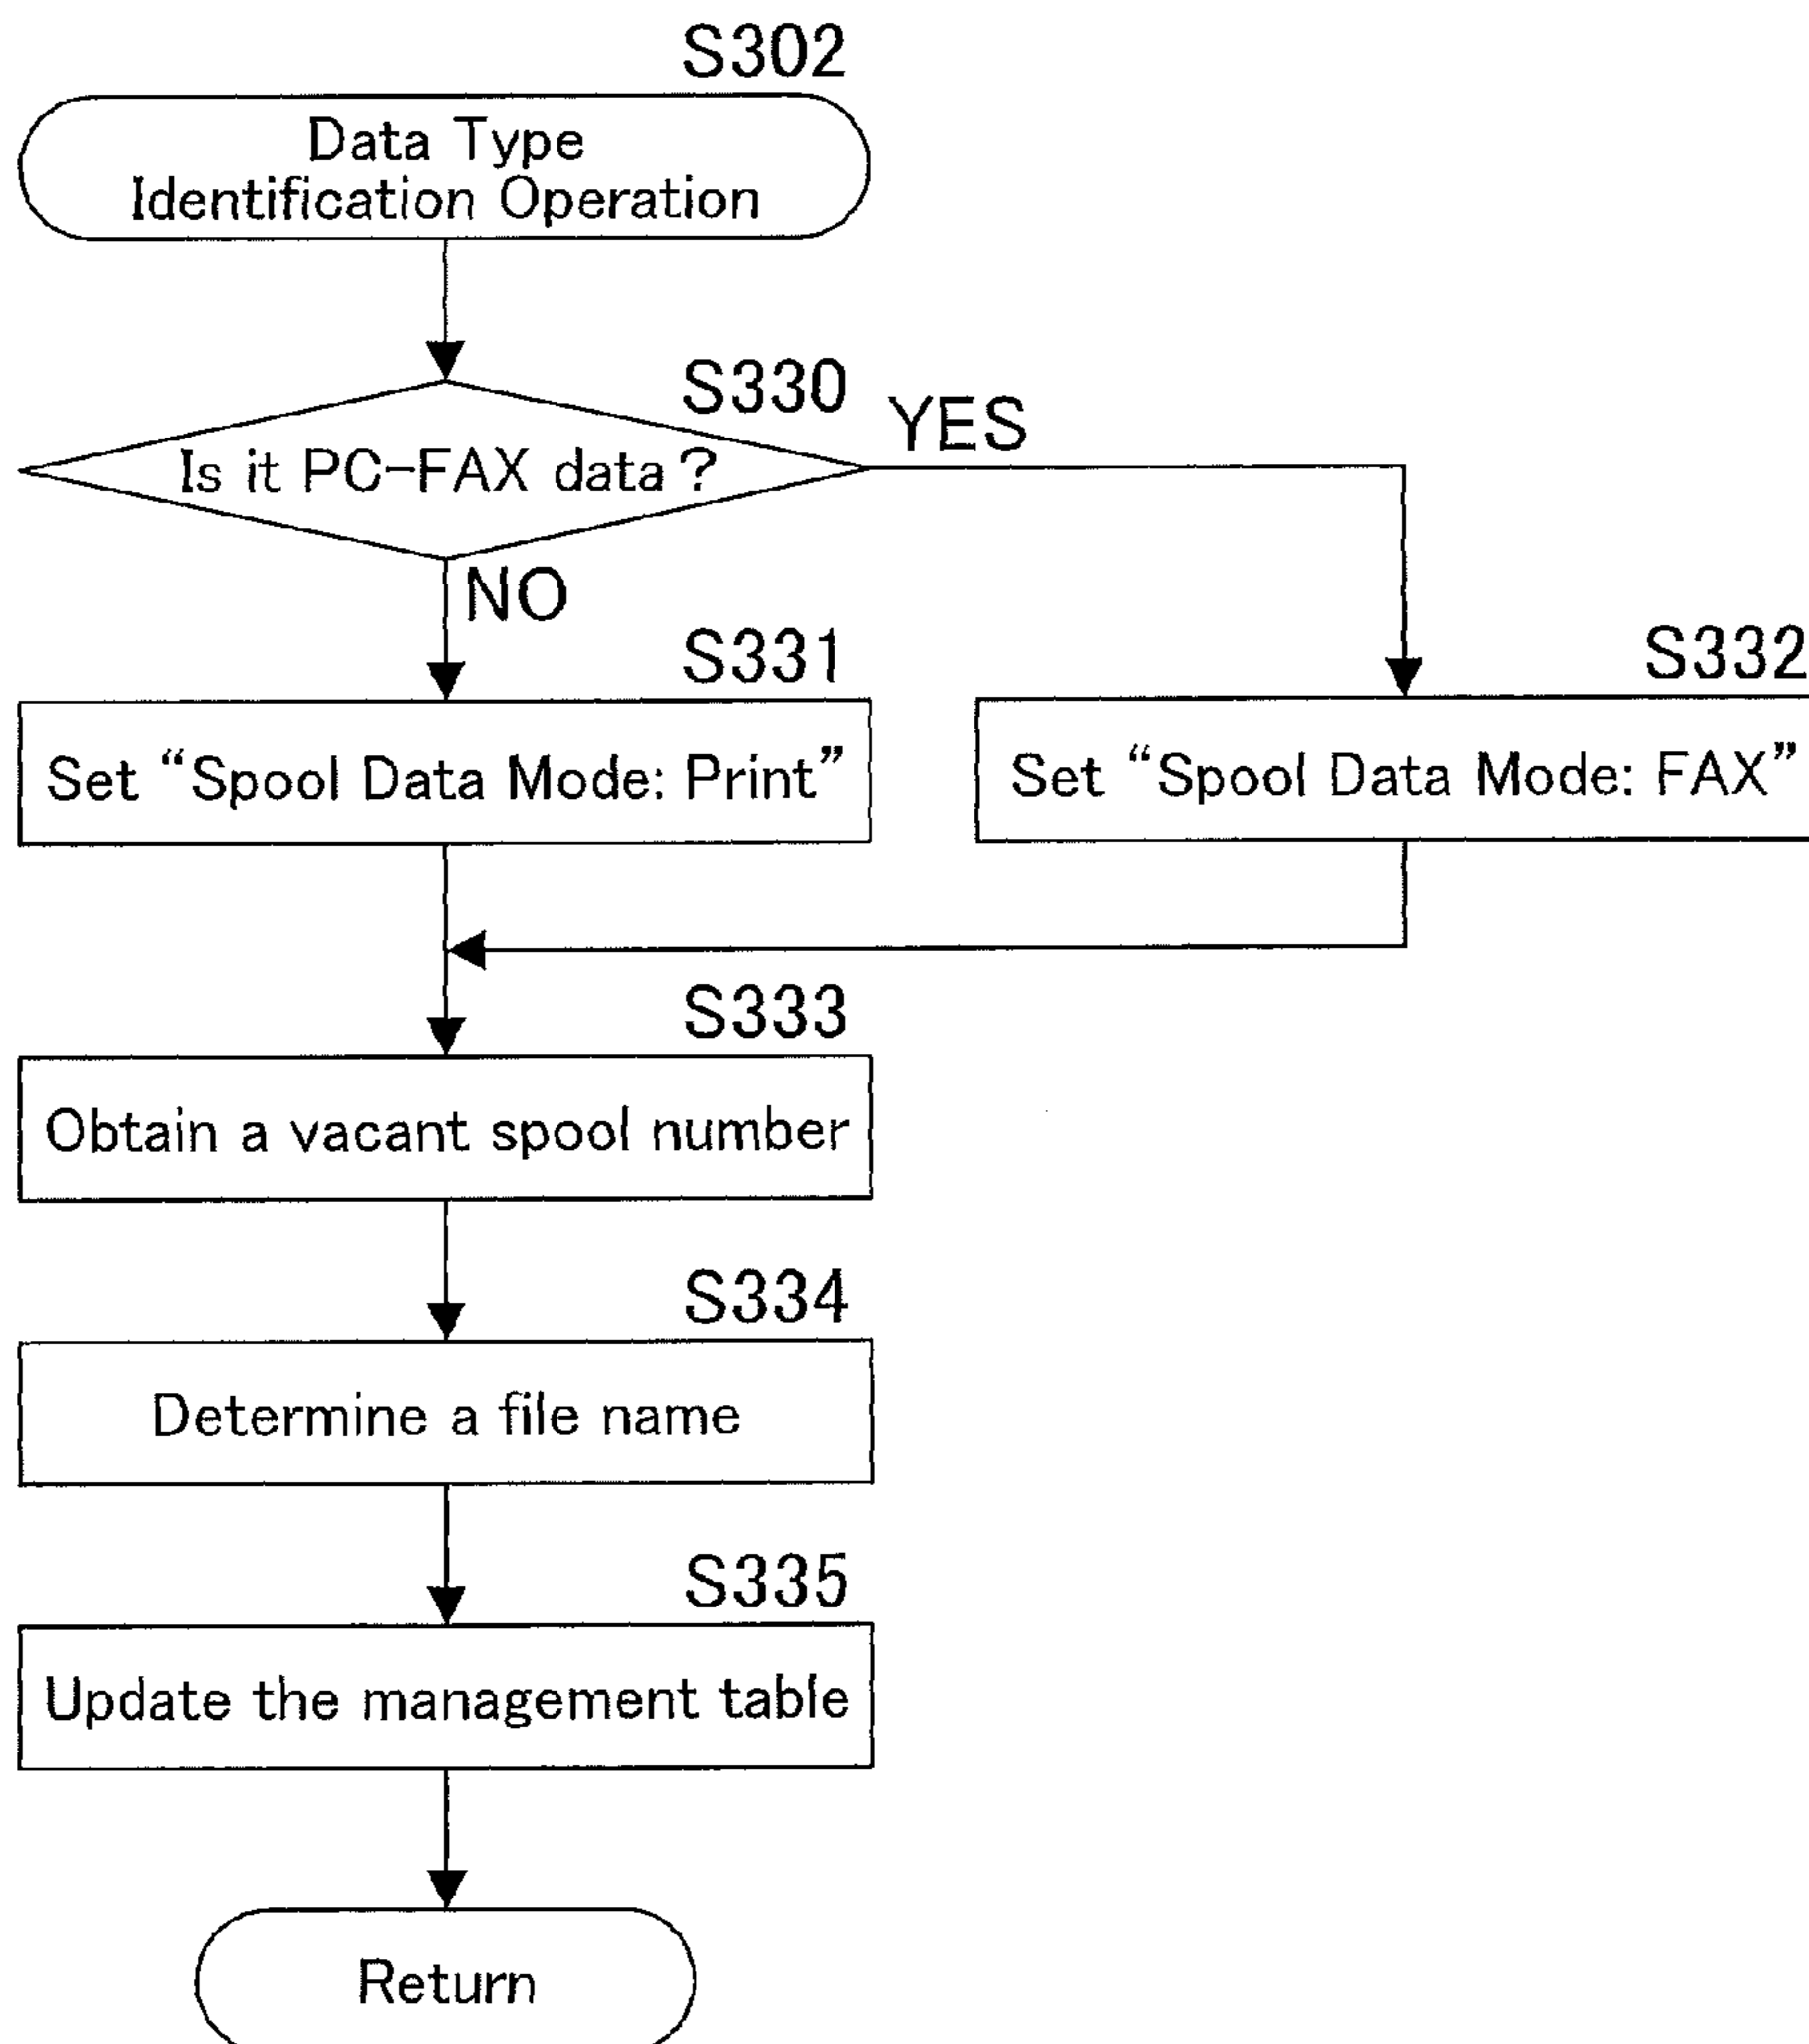 S302
Data Type
Identification Operation
S330
YES
Is it PC-FAX data?
NO
S331
S332
Set “Spool Data Mode: Print”
Set “Spool Data Mode: FAX”
S333
Obtain a vacant spool number
S334
Determine a file name
S335
Update the management table
Return